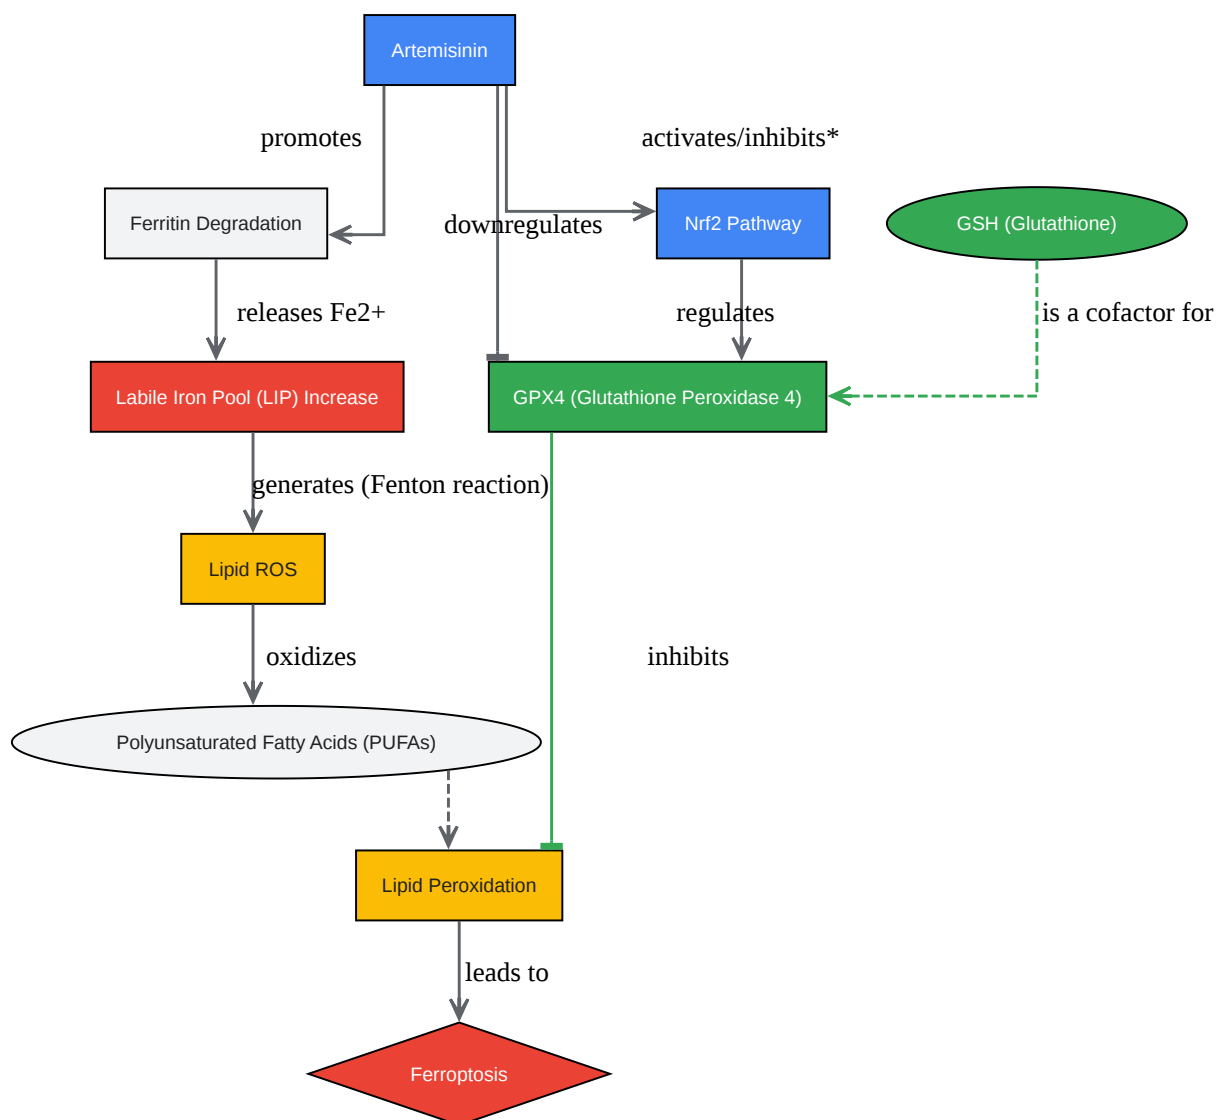 Artemisinin
promotes
activates/inhibits*
Ferritin Degradation
downregulates
Nrf2 Pathway
GSH (Glutathione)
releases Fe2+
regulates
is a cofactor for
Labile Iron Pool (LIP) Increase
GPX4 (Glutathione Peroxidase 4)
generates (Fenton reaction)
Lipid ROS
oxidizes
inhibits
Polyunsaturated Fatty Acids (PUFAs)
Lipid Peroxidation
leads to
Ferroptosis